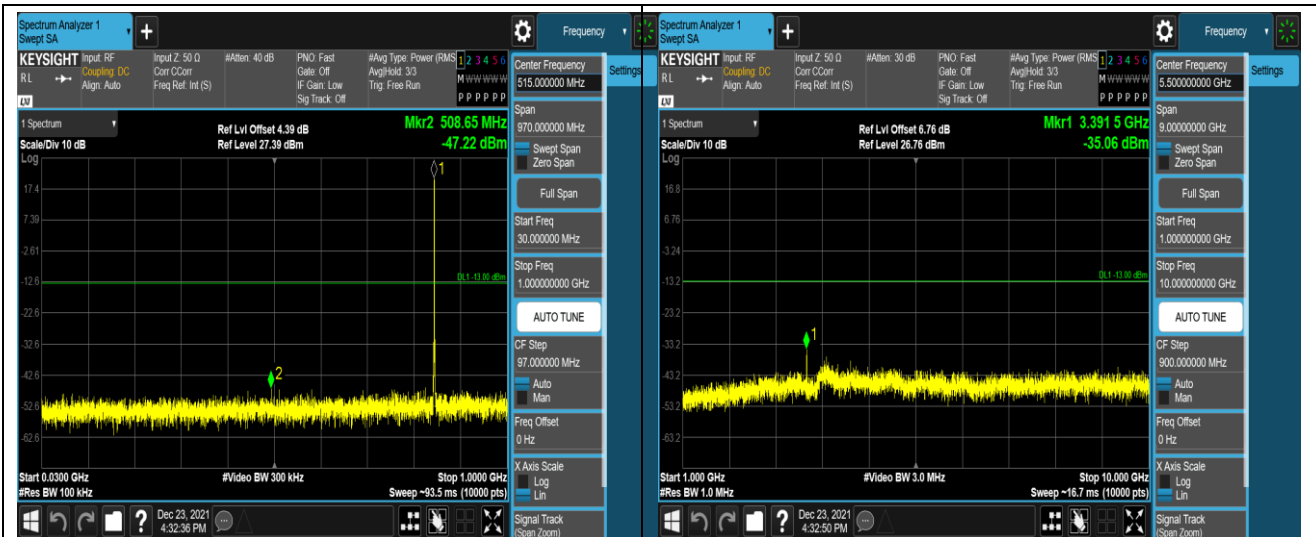 Spectrum Analyzer 1
Swept SA
Frequency
KEYSIGHT
Input: RF
Coupling: DC
Align: Auto
Input Z: 50 Ω
Corr CCorr
Freq Ref: Int (S)
#Atten: 40 dB
PNO: Fast
Gate: Off
IF Gain: Low
Sig Track: Off
#Avg Type: Power (RMS
Avg|Hold: 3/3
Trig: Free Run
1 2 3 4 5 6
M W W W W W
P P P P P P
RL
LXI
Center Frequency
515.000000 MHz
Settings
Span
970.000000 MHz
Swept Span
Zero Span
Full Span
Start Freq
30.000000 MHz
Stop Freq
1.000000000 GHz
AUTO TUNE
CF Step
97.000000 MHz
Auto
Man
Freq Offset
0 Hz
X Axis Scale
Log
Lin
Signal Track
(Span Zoom)
1 Spectrum
Scale/Div 10 dB
Log
Ref Lvl Offset 4.39 dB
Ref Level 27.39 dBm
Mkr2 508.65 MHz
-47.22 dBm
1
17.4
7.39
-2.61
DL1 -13.00 dBm
-12.6
-22.6
-32.6
-42.6
2
-52.6
-62.6
Start 0.0300 GHz
#Res BW 100 kHz
#Video BW 300 kHz
Stop 1.0000 GHz
Sweep ~93.5 ms (10000 pts)
?
Dec 23, 2021
4:32:36 PM
Spectrum Analyzer 1
Swept SA
Frequency
KEYSIGHT
Input: RF
Coupling: DC
Align: Auto
Input Z: 50 Ω
Corr CCorr
Freq Ref: Int (S)
#Atten: 30 dB
PNO: Fast
Gate: Off
IF Gain: Low
Sig Track: Off
#Avg Type: Power (RMS
Avg|Hold: 3/3
Trig: Free Run
1 2 3 4 5 6
M W W W W W
P P P P P P
RL
LXI
Center Frequency
5.500000000 GHz
Settings
Span
9.00000000 GHz
Swept Span
Zero Span
Full Span
Start Freq
1.000000000 GHz
Stop Freq
10.000000000 GHz
AUTO TUNE
CF Step
900.000000 MHz
Auto
Man
Freq Offset
0 Hz
X Axis Scale
Log
Lin
Signal Track
(Span Zoom)
1 Spectrum
Scale/Div 10 dB
Log
Ref Lvl Offset 6.76 dB
Ref Level 26.76 dBm
Mkr1 3.391 5 GHz
-35.06 dBm
16.8
6.76
-3.24
DL1 -13.00 dBm
-13.2
-23.2
1
-33.2
-43.2
-53.2
-63.2
Start 1.000 GHz
#Res BW 1.0 MHz
#Video BW 3.0 MHz
Stop 10.000 GHz
Sweep ~16.7 ms (10000 pts)
?
Dec 23, 2021
4:32:50 PM